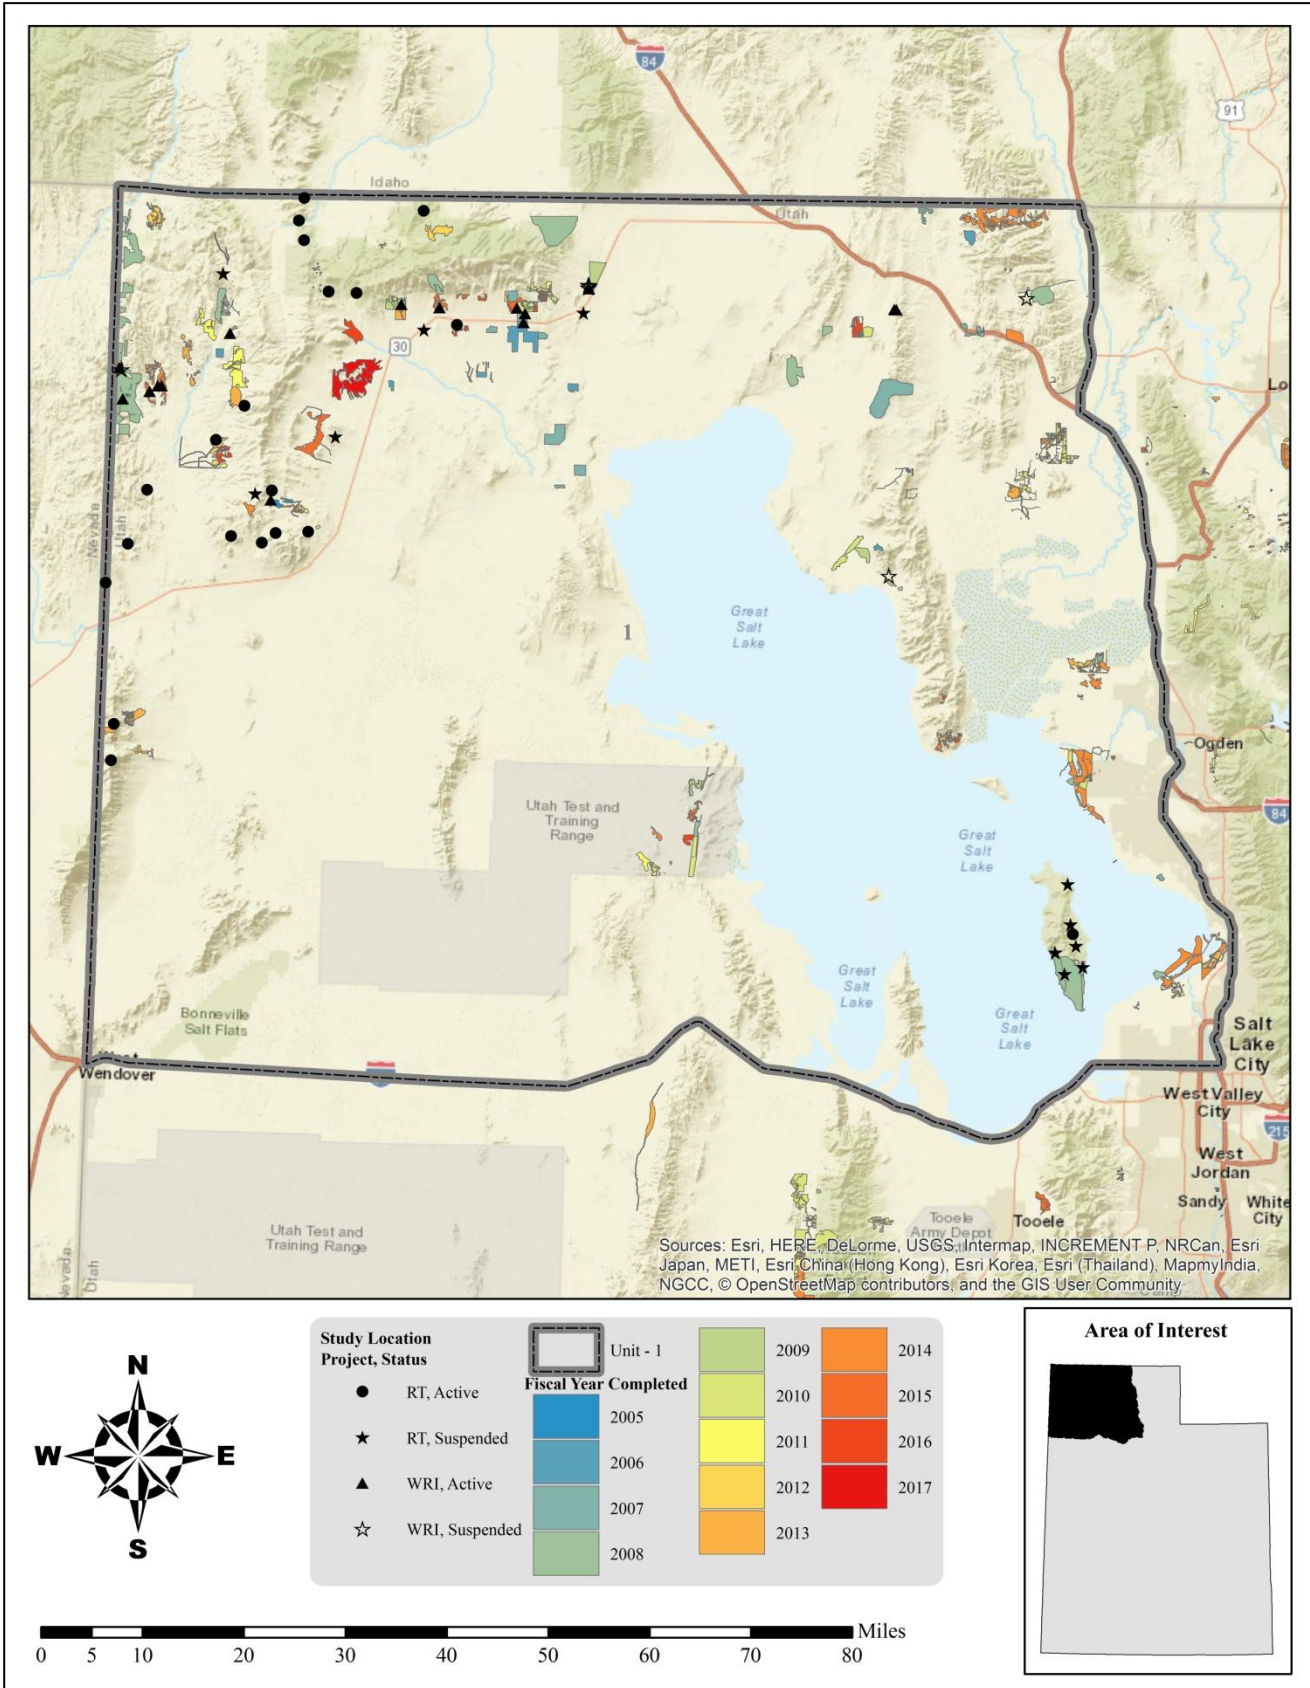 84
91
Idaho
Utah
30
Nevada
Utah
Great
Salt
Lake
1
Ogden
Utah Test and
Training
Range
84
Great
Salt
Lake
Great
Salt
Lake
Bonneville
Salt Flats
Great
Salt
Lake
Salt
Lake
City
Wendover
West Valley
City
215
West
Jordan
Sandy
White
City
Utah Test and
Training Range
Tooele
Army Depot
Tooele
Nevada
Utah
Sources: Esri, HERE, DeLorme, USGS, Intermap, INCREMENT P, NRCan, Esri
Japan, METI, Esri China (Hong Kong), Esri Korea, Esri (Thailand), MapmyIndia,
NGCC, © OpenStreetMap contributors, and the GIS User Community
Study Location
Project, Status
RT, Active
RT, Suspended
WRI, Active
WRI, Suspended
Unit - 1
Fiscal Year Completed
2005
2006
2007
2008
2009
2010
2011
2012
2013
2014
2015
2016
2017
N
W
E
S
Area of Interest
Miles
0 5 10 20 30 40 50 60 70 80